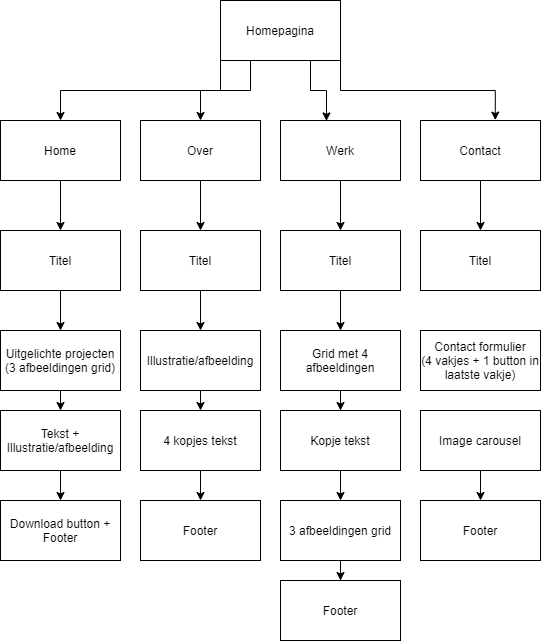 Homepagina
Home
Over
Werk
Contact
Titel
Titel
Titel
Titel
Uitgelichte projecten
(3 afbeeldingen grid)
Illustratie/afbeelding
Grid met 4
afbeeldingen
Contact formulier
(4 vakjes + 1 button in
laatste vakje)
Tekst +
Illustratie/afbeelding
4 kopjes tekst
Kopje tekst
Image carousel
Download button +
Footer
Footer
3 afbeeldingen grid
Footer
Footer